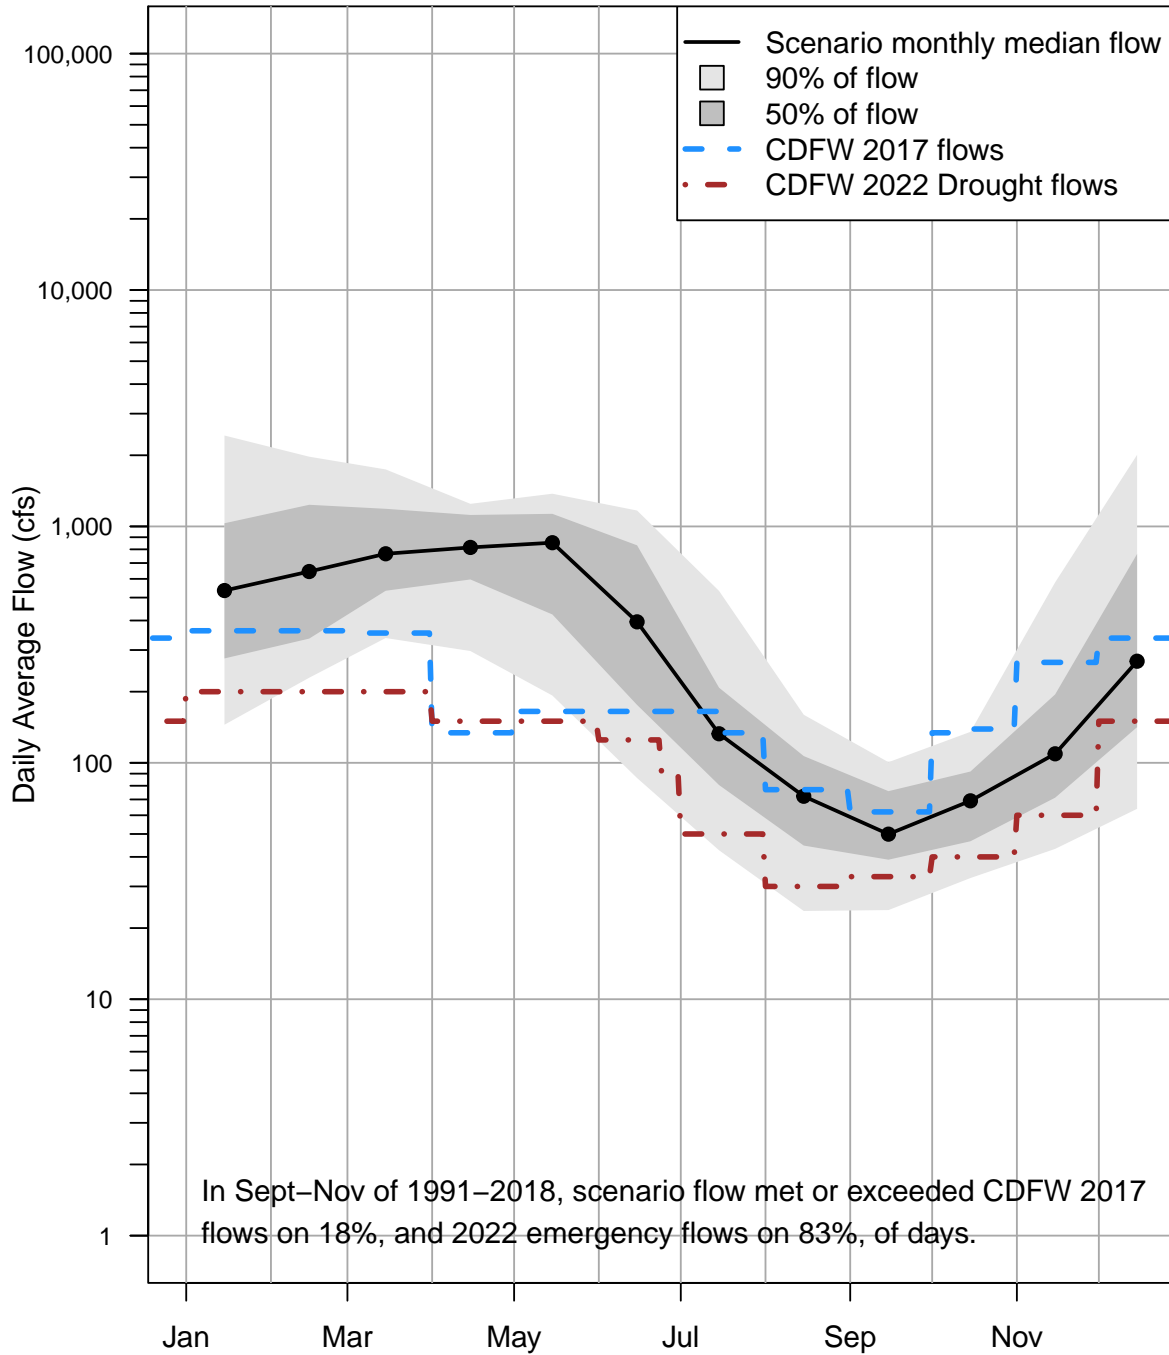 Scenario monthly median flow
90% of flow
50% of flow
CDFW 2017 flows
CDFW 2022 Drought flows
Daily Average Flow (cfs)
100,000
10,000
1,000
100
10
1
In Sept−Nov of 1991−2018, scenario flow met or exceeded CDFW 2017
flows on 18%, and 2022 emergency flows on 83%, of days.
Jan Mar May Jul Sep Nov